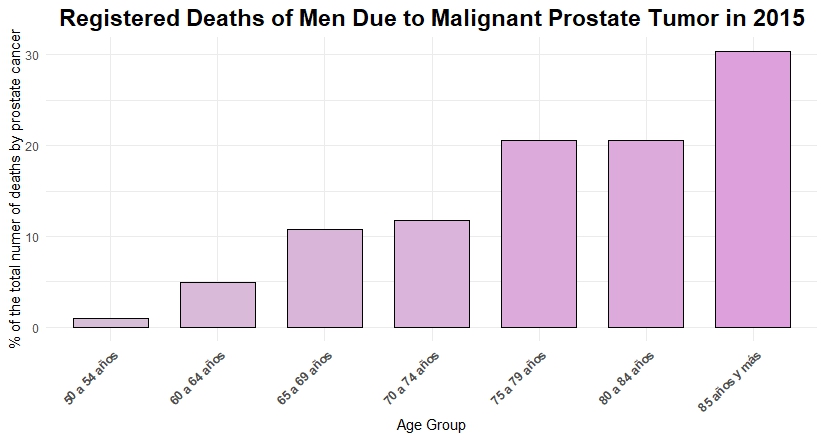 Registered Deaths of Men Due to Malignant Prostate Tumor in 2015
% of the total numer of deaths by prostate cancer
30
20
10
0
50 a 54 años
60 a 64 años
65 a 69 años
70 a 74 años
75 a 79 años
80 a 84 años
85 años y más
Age Group